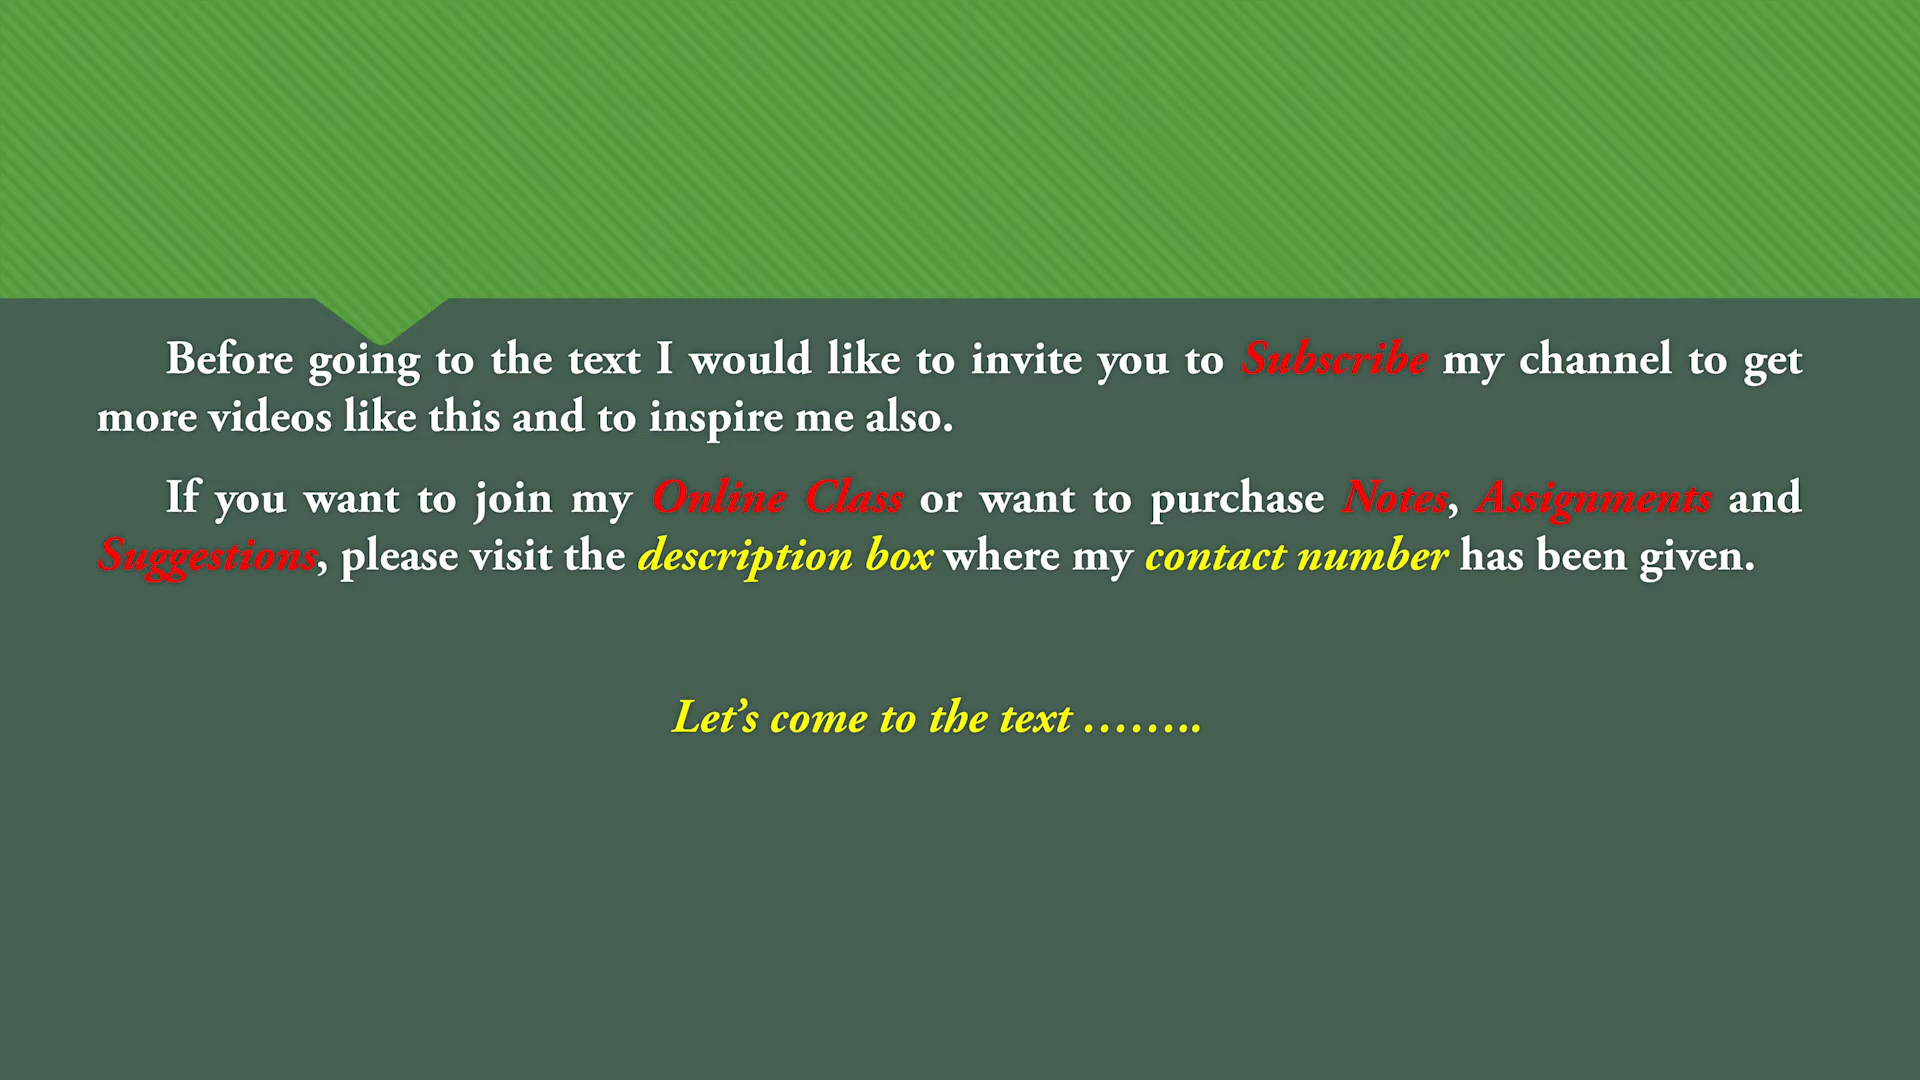 Before going to the text I would like to invite you to Subscribe my channel to get
more videos like this and to inspire me also.
If you want to join my Online Class or want to purchase Notes, Assignments and
Suggestions, please visit the description box where my contact number has been given.
Let’s come to the text ........